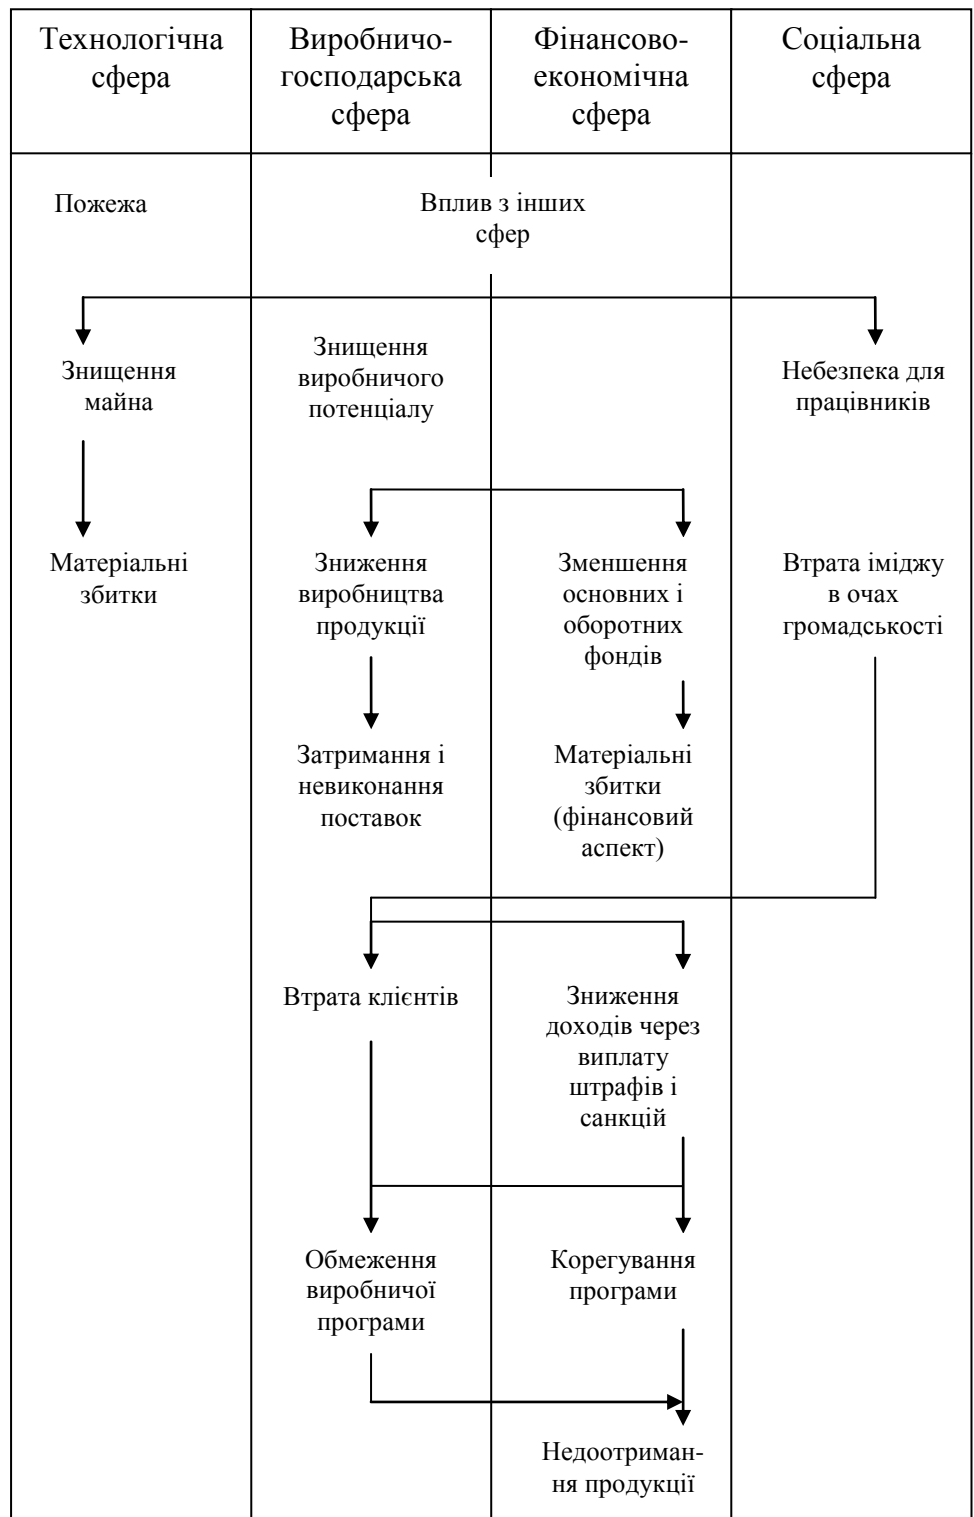 Технологічна
сфера
Виробничо-
господарська
сфера
Фінансово-
економічна
сфера
Соціальна
сфера
Пожежа
Вплив з інших
сфер
Знищення
майна
Знищення
виробничого
потенціалу
Небезпека для
працівників
Матеріальні
збитки
Зниження
виробництва
продукції
Зменшення
основних і
оборотних
фондів
Втрата іміджу
в очах
громадськості
Затримання і
невиконання
поставок
Матеріальні
збитки
(фінансовий
аспект)
Втрата клієнтів
Зниження
доходів через
виплату
штрафів і
санкцій
Обмеження
виробничої
програми
Корегування
програми
Недоотриман-
ня продукції